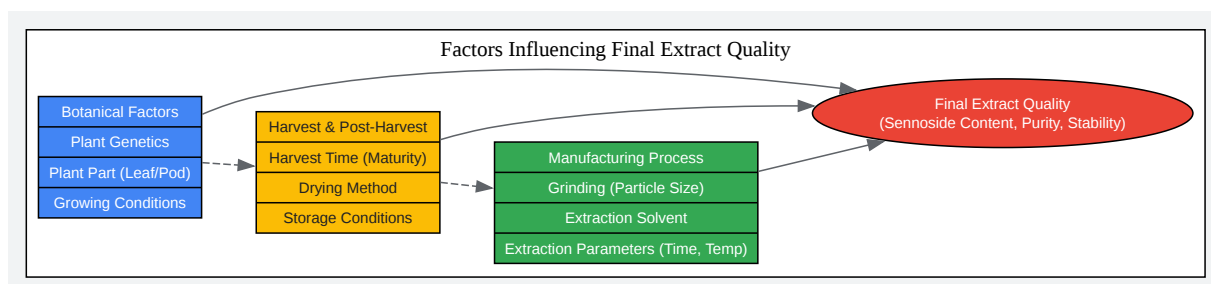 Factors Influencing Final Extract Quality
Botanical Factors
Plant Genetics
Plant Part (Leaf/Pod)
Growing Conditions
Harvest & Post-Harvest
Harvest Time (Maturity)
Drying Method
Storage Conditions
Manufacturing Process
Grinding (Particle Size)
Extraction Solvent
Extraction Parameters (Time, Temp)
Final Extract Quality
(Sennoside Content, Purity, Stability)